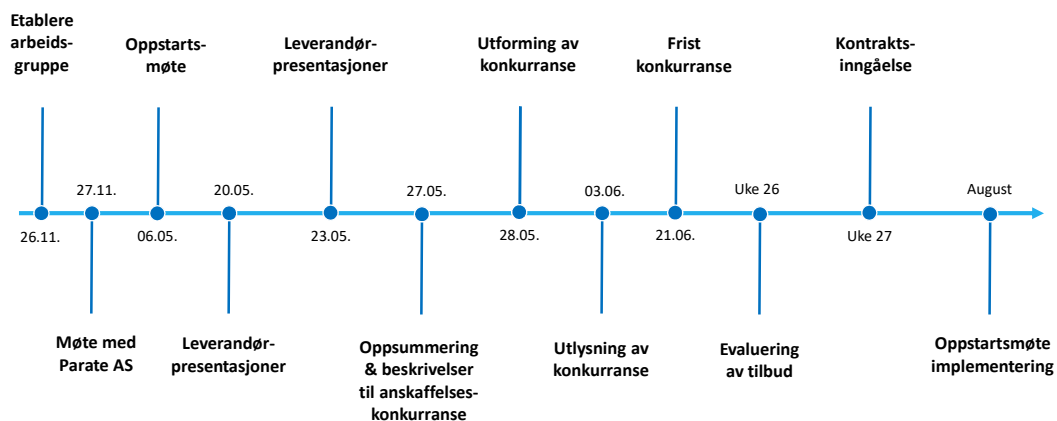 Etablere
arbeids-
gruppe
Oppstarts-
møte
Leverandør-
presentasjoner
Utforming av
konkurranse
Frist
konkurranse
Kontrakts-
inngåelse
27.11.
20.05.
27.05.
03.06.
Uke 26
August
26.11.
06.05.
23.05.
28.05.
21.06.
Uke 27
Møte med
Parate AS
Leverandør-
presentasjoner
Oppsummering
& beskrivelser
til anskaffelses-
konkurranse
Utlysning av
konkurranse
Evaluering
av tilbud
Oppstartsmøte
implementering